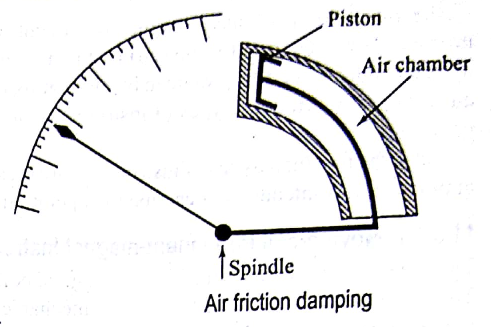 Piston
Air chamber
Spindle
Air friction damping